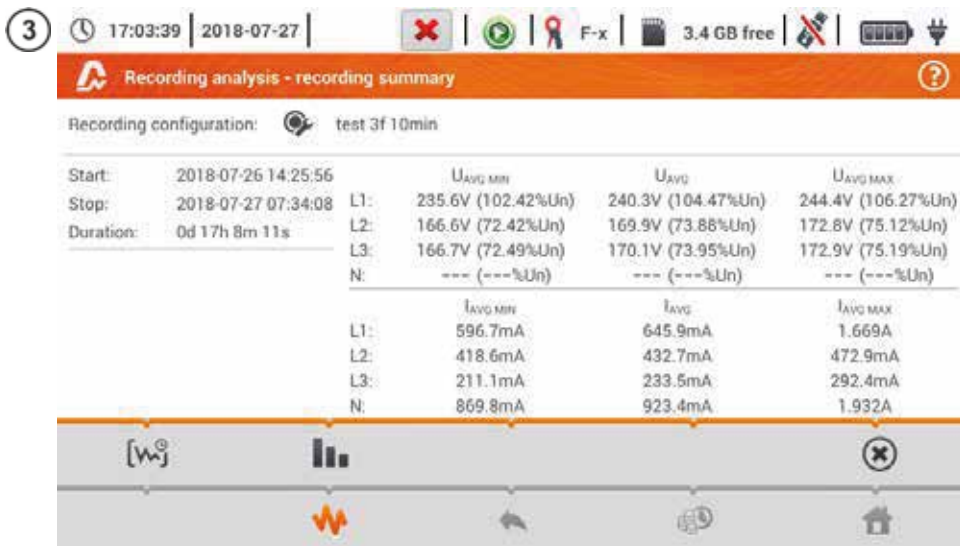 3
17:03:39 2018-07-27 F-x 3.4 GB free
Recording analysis - recording summary ?
Recording configuration: test 3f 10min
Start: 2018-07-26 14:25:56
Stop: 2018-07-27 07:34:08
Duration: 0d 17h 8m 11s
UAVG MIN UAVG UAVG MAX
L1: 235.6V (102.42%Un) 240.3V (104.47%Un) 244.4V (106.27%Un)
L2: 166.6V (72.42%Un) 169.9V (73.88%Un) 172.8V (75.12%Un)
L3: 166.7V (72.49%Un) 170.1V (73.95%Un) 172.9V (75.19%Un)
N: --- (---%Un) --- (---%Un) --- (---%Un)
IAVG MIN IAVG IAVG MAX
L1: 596.7mA 645.9mA 1.669A
L2: 418.6mA 432.7mA 472.9mA
L3: 211.1mA 233.5mA 292.4mA
N: 869.8mA 923.4mA 1.932A